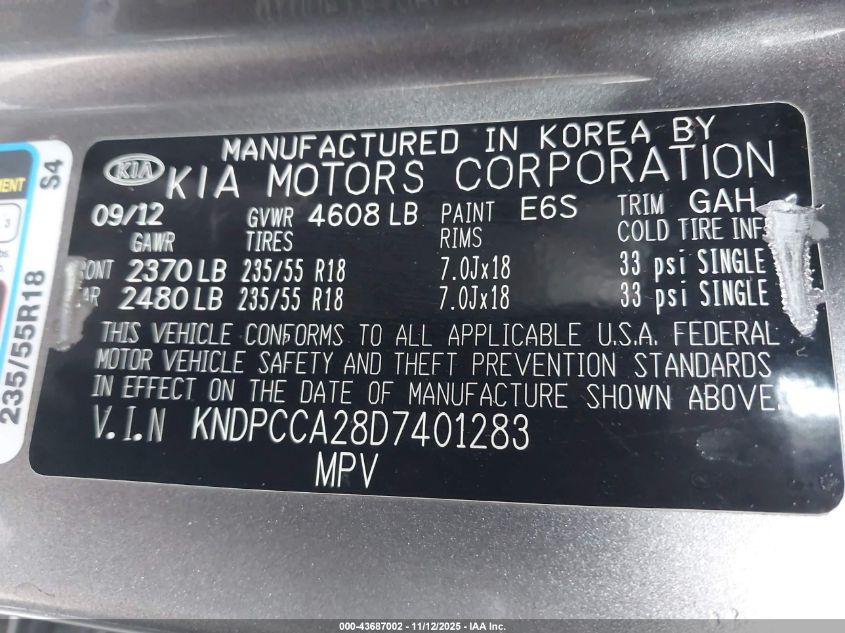 MANUFACTURED IN KOREA BY
KIA KIA MOTORS CORPORATION
09/12 GVWR 4608 LB PAINT E6S TRIM GAH
GAWR TIRES RIMS COLD TIRE INF
2370 LB 235/55 R18 7.0Jx18 33 psi SINGLE
2480 LB 235/55 R18 7.0Jx18 33 psi SINGLE
THIS VEHICLE CONFORMS TO ALL APPLICABLE U.S.A. FEDERAL
MOTOR VEHICLE SAFETY AND THEFT PREVENTION STANDARDS
IN EFFECT ON THE DATE OF MANUFACTURE SHOWN ABOVE.
V.I.N KNDPCCA28D7401283
MPV
235/55R18 S4
000-43687002 - 11/12/2025 - IAA Inc.